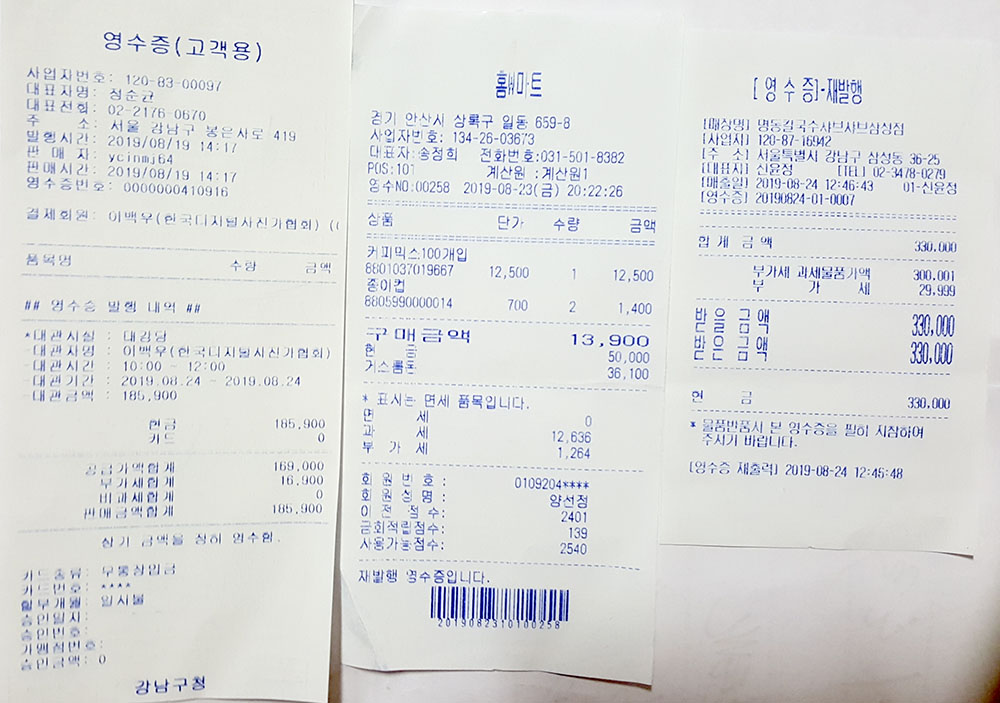 영수증(고객용)
사업자번호: 120-83-00097
대표자명: 정순균
대표전화: 02-2176-0670
주 소: 서울 강남구 봉은사로 419
발행시간: 2019/08/19 14:17
판 매 자: ycinmj64
판매시간: 2019/08/19 14:17
영수증번호: 0000000410916
결제회원: 이백우(한국디지털사진가협회) ((
품목명 수량 금액
## 영수증 발행 내역 ##
*대관시설 : 대강당
-대관자명 : 이백우(한국디지털사진가협회)
-대관시간 : 10:00 ~ 12:00
-대관기간 : 2019.08.24 ~ 2019.08.24
-대관금액 : 185,900
현금 185,900
카드 0
공급가액합계 169,000
부가세합계 16,900
비과세합계 0
판매금액합계 185,900
상기 금액을 정히 영수함.
카드종류: 무통장입금
카드번호: ****
할부개월: 일시불
승인일시:
승인번호:
가맹점번호:
승인금액: 0
강남구청
홈W마트
경기 안산시 상록구 일동 659-8
사업자번호: 134-26-03673
대표자:송정희 전화번호:031-501-8382
POS:101 계산원 :계산원1
영수NO:00258 2019-08-23(금) 20:22:26
상품 단가 수량 금액
커피믹스100개입
8801037019667 12,500 1 12,500
종이컵
8805990000014 700 2 1,400
구매금액 13,900
현 금 50,000
거스름돈 36,100
* 표시는 면세 품목입니다.
면 세 0
과 세 12,636
부 가 세 1,264
회 원 번 호 : 0109204****
회 원 성 명 : 양선정
이 전 점 수: 2401
금회적립점수: 139
사용가능점수: 2540
재발행 영수증입니다.
2019082310100258
[ 영 수 증]-재발행
[매장명] 명동칼국수샤브샤브삼성점
[사업자] 120-87-16942
[주 소] 서울특별시 강남구 삼성동 36-25
[대표자] 신윤정 [TEL] 02-3478-0279
[매출일] 2019-08-24 12:46:43 01-신윤정
[영수증] 20190824-01-0007
합 계 금 액 330,000
부가세 과세물품가액 300,001
부 가 세 29,999
받을 금액 330,000
받은 금액 330,000
현 금 330,000
* 물품반품시 본 영수증을 필히 지참하여
주시기 바랍니다.
[영수증 재출력] 2019-08-24 12:45:48